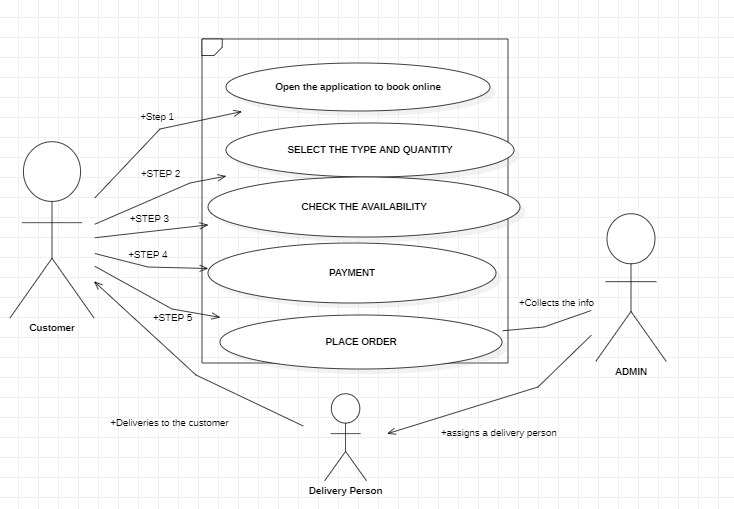 Open the application to book online
+Step 1
SELECT THE TYPE AND QUANTITY
+STEP 2
CHECK THE AVAILABILITY
+STEP 3
+STEP 4
PAYMENT
+Collects the info
+STEP 5
Customer
PLACE ORDER
ADMIN
+Deliveries to the customer
+assigns a delivery person
Delivery Person